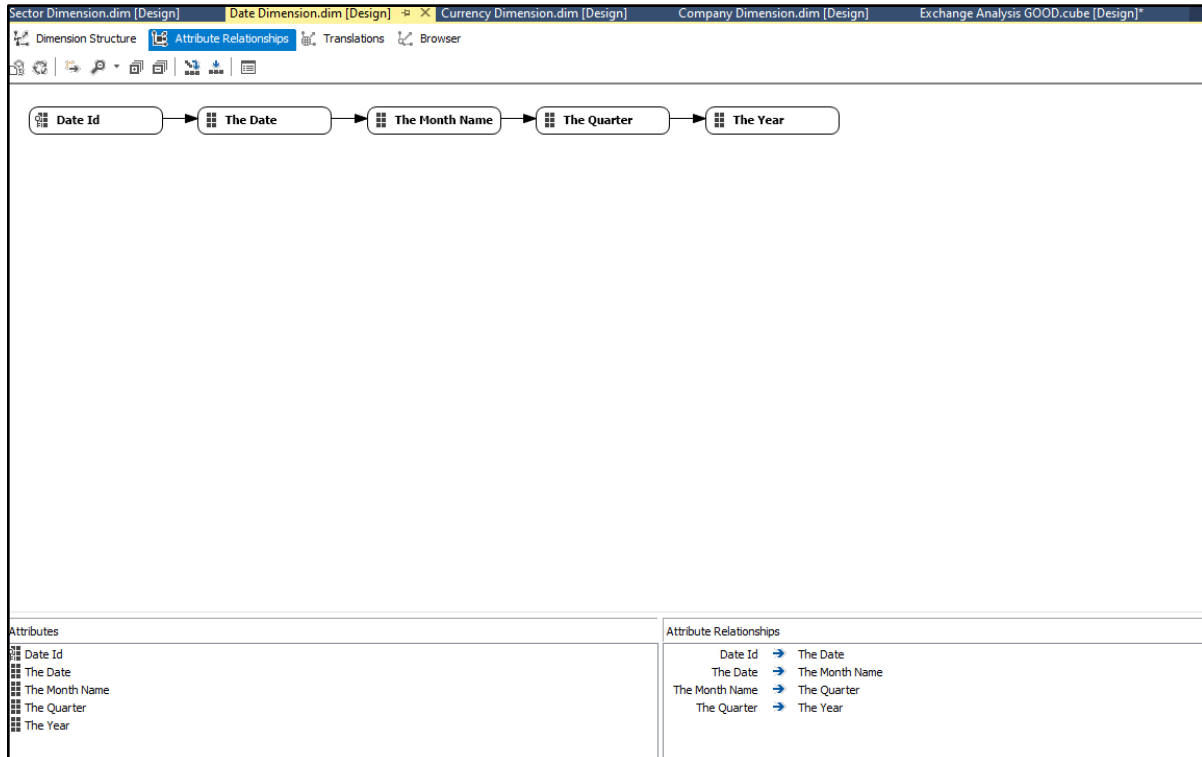 Sector Dimension.dim [Design] Date Dimension.dim [Design] Currency Dimension.dim [Design] Company Dimension.dim [Design] Exchange Analysis GOOD.cube [Design]*
Dimension Structure Attribute Relationships Translations Browser
Date Id The Date The Month Name The Quarter The Year
Attributes
Date Id
The Date
The Month Name
The Quarter
The Year
Attribute Relationships
Date Id The Date
The Date The Month Name
The Month Name The Quarter
The Quarter The Year